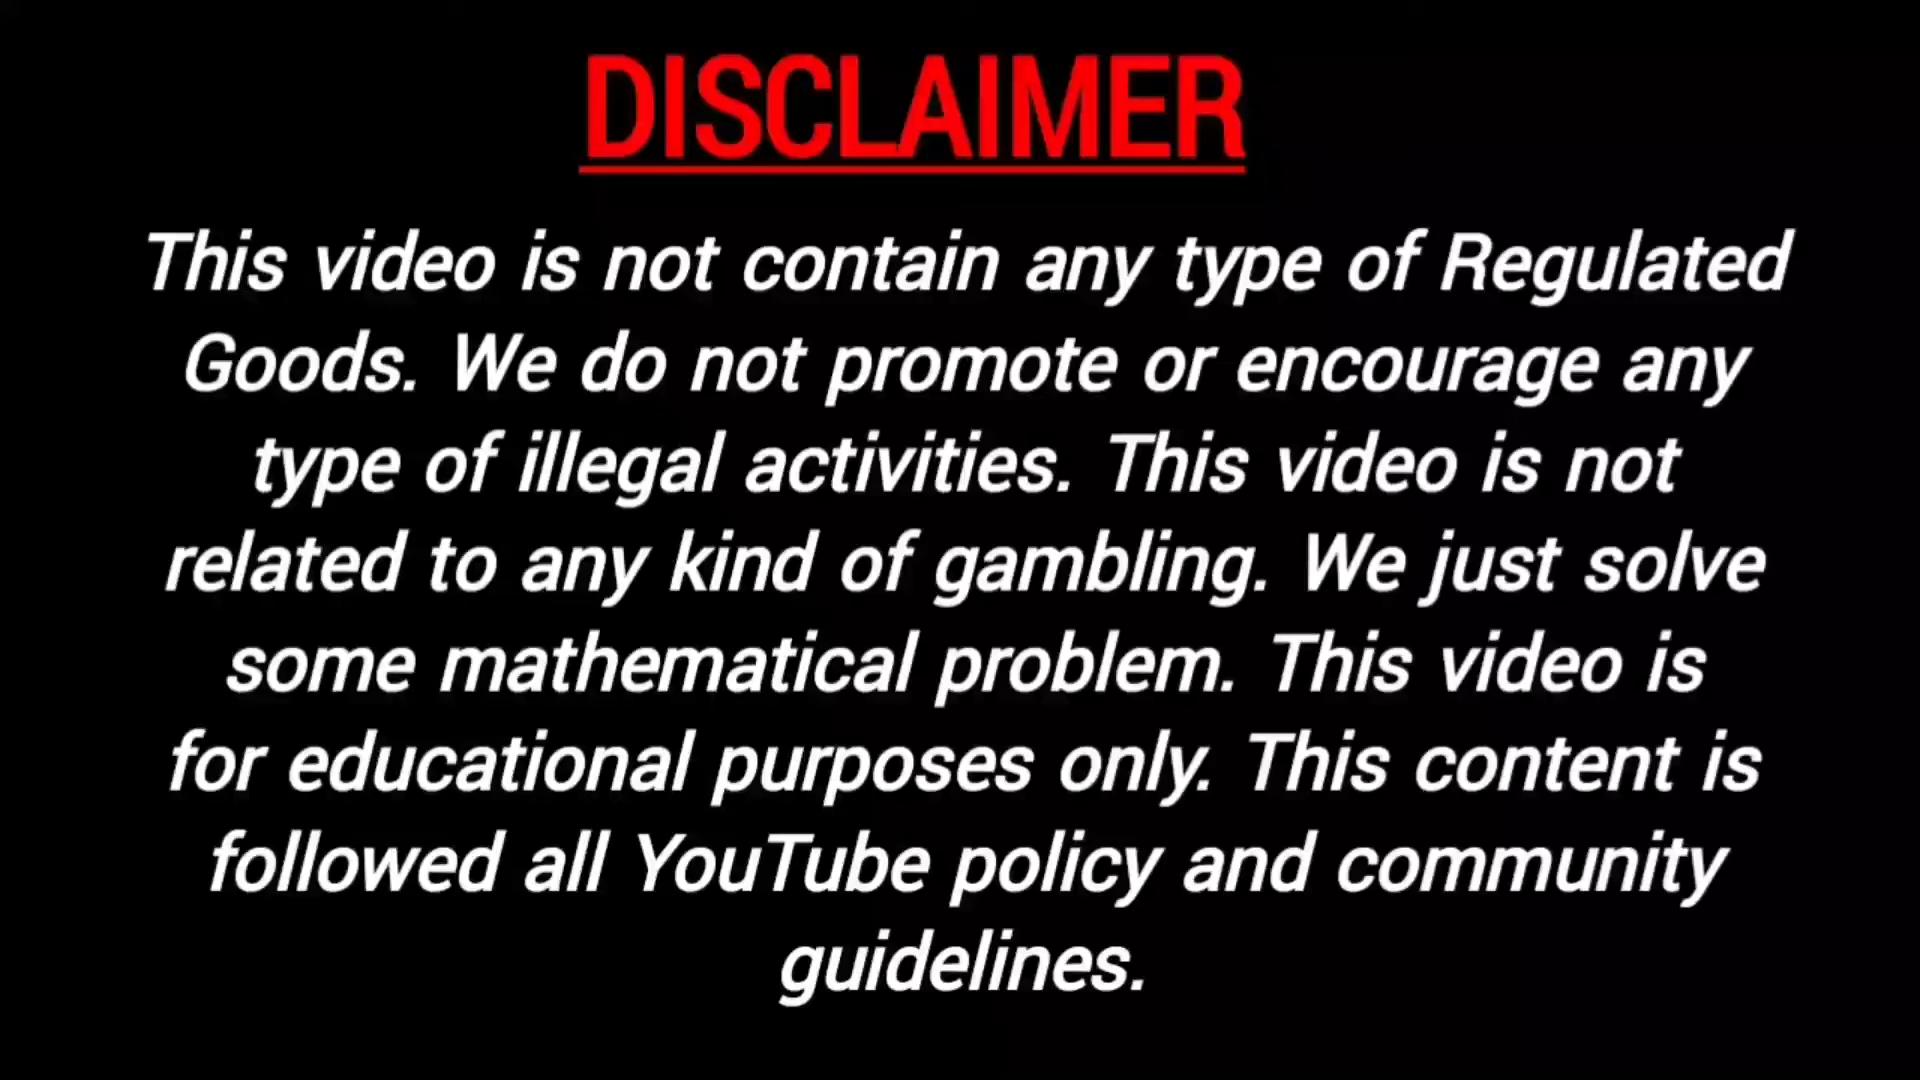 DISCLAIMER
This video is not contain any type of Regulated
Goods. We do not promote or encourage any
type of illegal activities. This video is not
related to any kind of gambling. We just solve
some mathematical problem. This video is
for educational purposes only. This content is
followed all YouTube policy and community
guidelines.